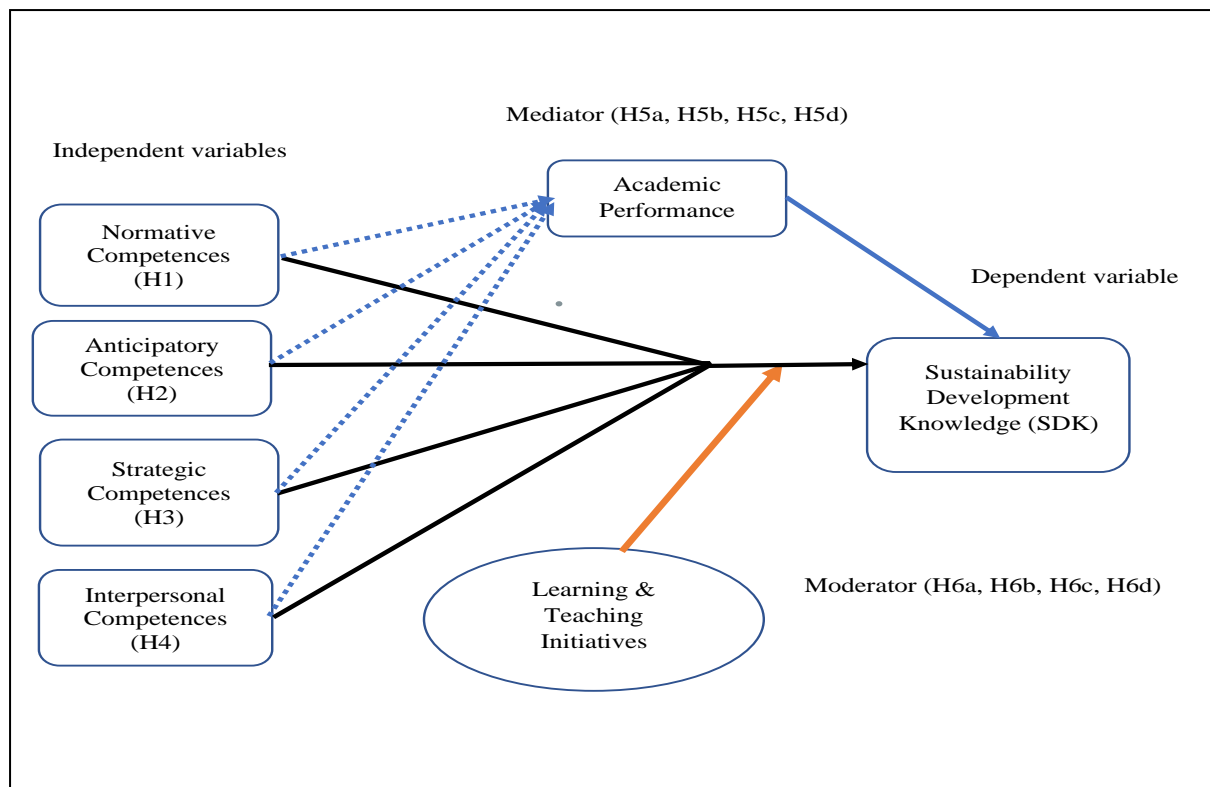 Mediator (H5a, H5b, H5c, H5d)
Independent variables
Academic
Performance
Normative
Competences
(H1)
Dependent variable
Anticipatory
Competences
(H2)
Sustainability
Development
Knowledge (SDK)
Strategic
Competences
(H3)
Interpersonal
Competences
(H4)
Learning &
Teaching
Initiatives
Moderator (H6a, H6b, H6c, H6d)